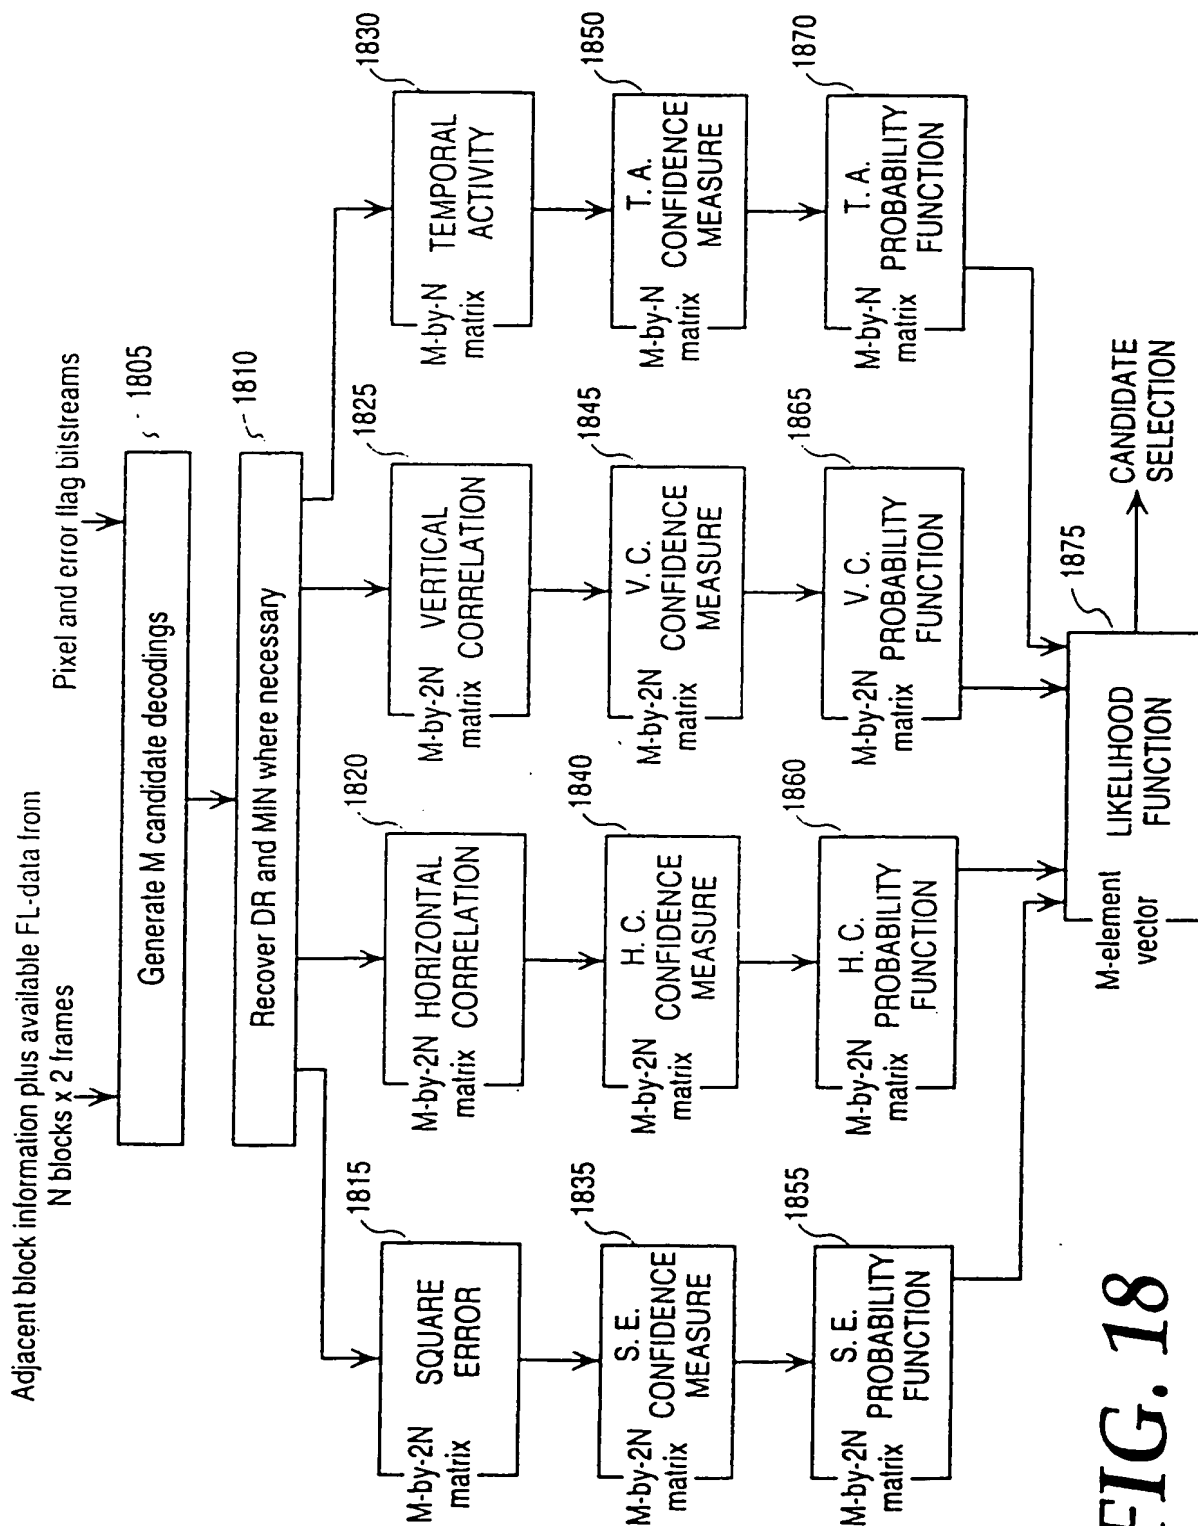 Adjacent block information plus available FL-data from
N blocks x 2 frames
Pixel and error flag bitstreams
Generate M candidate decodings
1805
Recover DR and MIN where necessary
1810
1815
M-by-2N
matrix
SQUARE
ERROR
1820
M-by-2N
matrix
HORIZONTAL
CORRELATION
1825
M-by-2N
matrix
VERTICAL
CORRELATION
1830
M-by-N
matrix
TEMPORAL
ACTIVITY
1835
M-by-2N
matrix
S. E.
CONFIDENCE
MEASURE
1840
M-by-2N
matrix
H. C.
CONFIDENCE
MEASURE
1845
M-by-2N
matrix
V. C.
CONFIDENCE
MEASURE
1850
M-by-N
matrix
T. A.
CONFIDENCE
MEASURE
1855
M-by-2N
matrix
S. E.
PROBABILITY
FUNCTION
1860
M-by-2N
matrix
H. C.
PROBABILITY
FUNCTION
1865
M-by-2N
matrix
V. C.
PROBABILITY
FUNCTION
1870
M-by-N
matrix
T. A.
PROBABILITY
FUNCTION
1875
M-element
vector
LIKELIHOOD
FUNCTION
CANDIDATE
SELECTION
FIG. 18